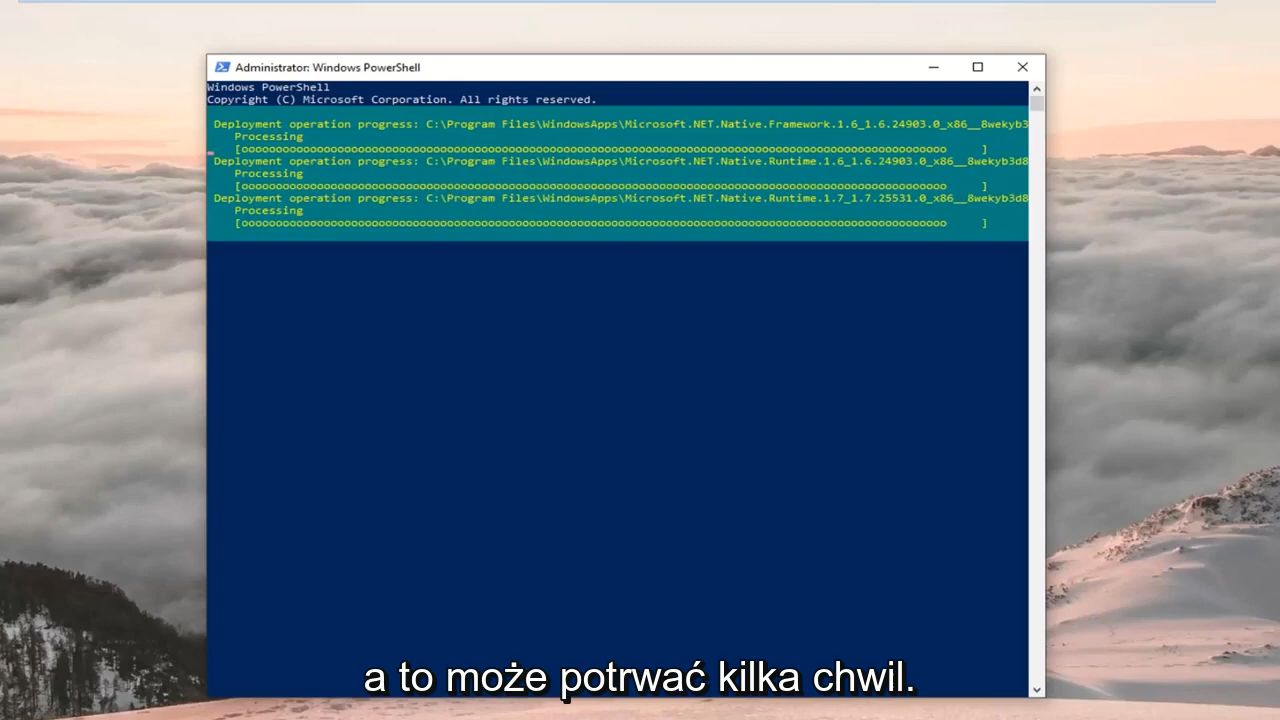 Administrator: Windows PowerShell
Windows PowerShell
Copyright (C) Microsoft Corporation. All rights reserved.
Deployment operation progress: C:\Program Files\WindowsApps\Microsoft.NET.Native.Framework.1.6_1.6.24903.0_x86__8wekyb3
Processing
[ooooooooooooooooooooooooooooooooooooooooooooooooooooooooooooooooooooooooooooooooooooooooooooooooooooooo     ]
Deployment operation progress: C:\Program Files\WindowsApps\Microsoft.NET.Native.Runtime.1.6_1.6.24903.0_x86__8wekyb3d8
Processing
[ooooooooooooooooooooooooooooooooooooooooooooooooooooooooooooooooooooooooooooooooooooooooooooooooooooooo     ]
Deployment operation progress: C:\Program Files\WindowsApps\Microsoft.NET.Native.Runtime.1.7_1.7.25531.0_x86__8wekyb3d8
Processing
[ooooooooooooooooooooooooooooooooooooooooooooooooooooooooooooooooooooooooooooooooooooooooooooooooooooooo     ]
a to może potrwać kilka chwil.